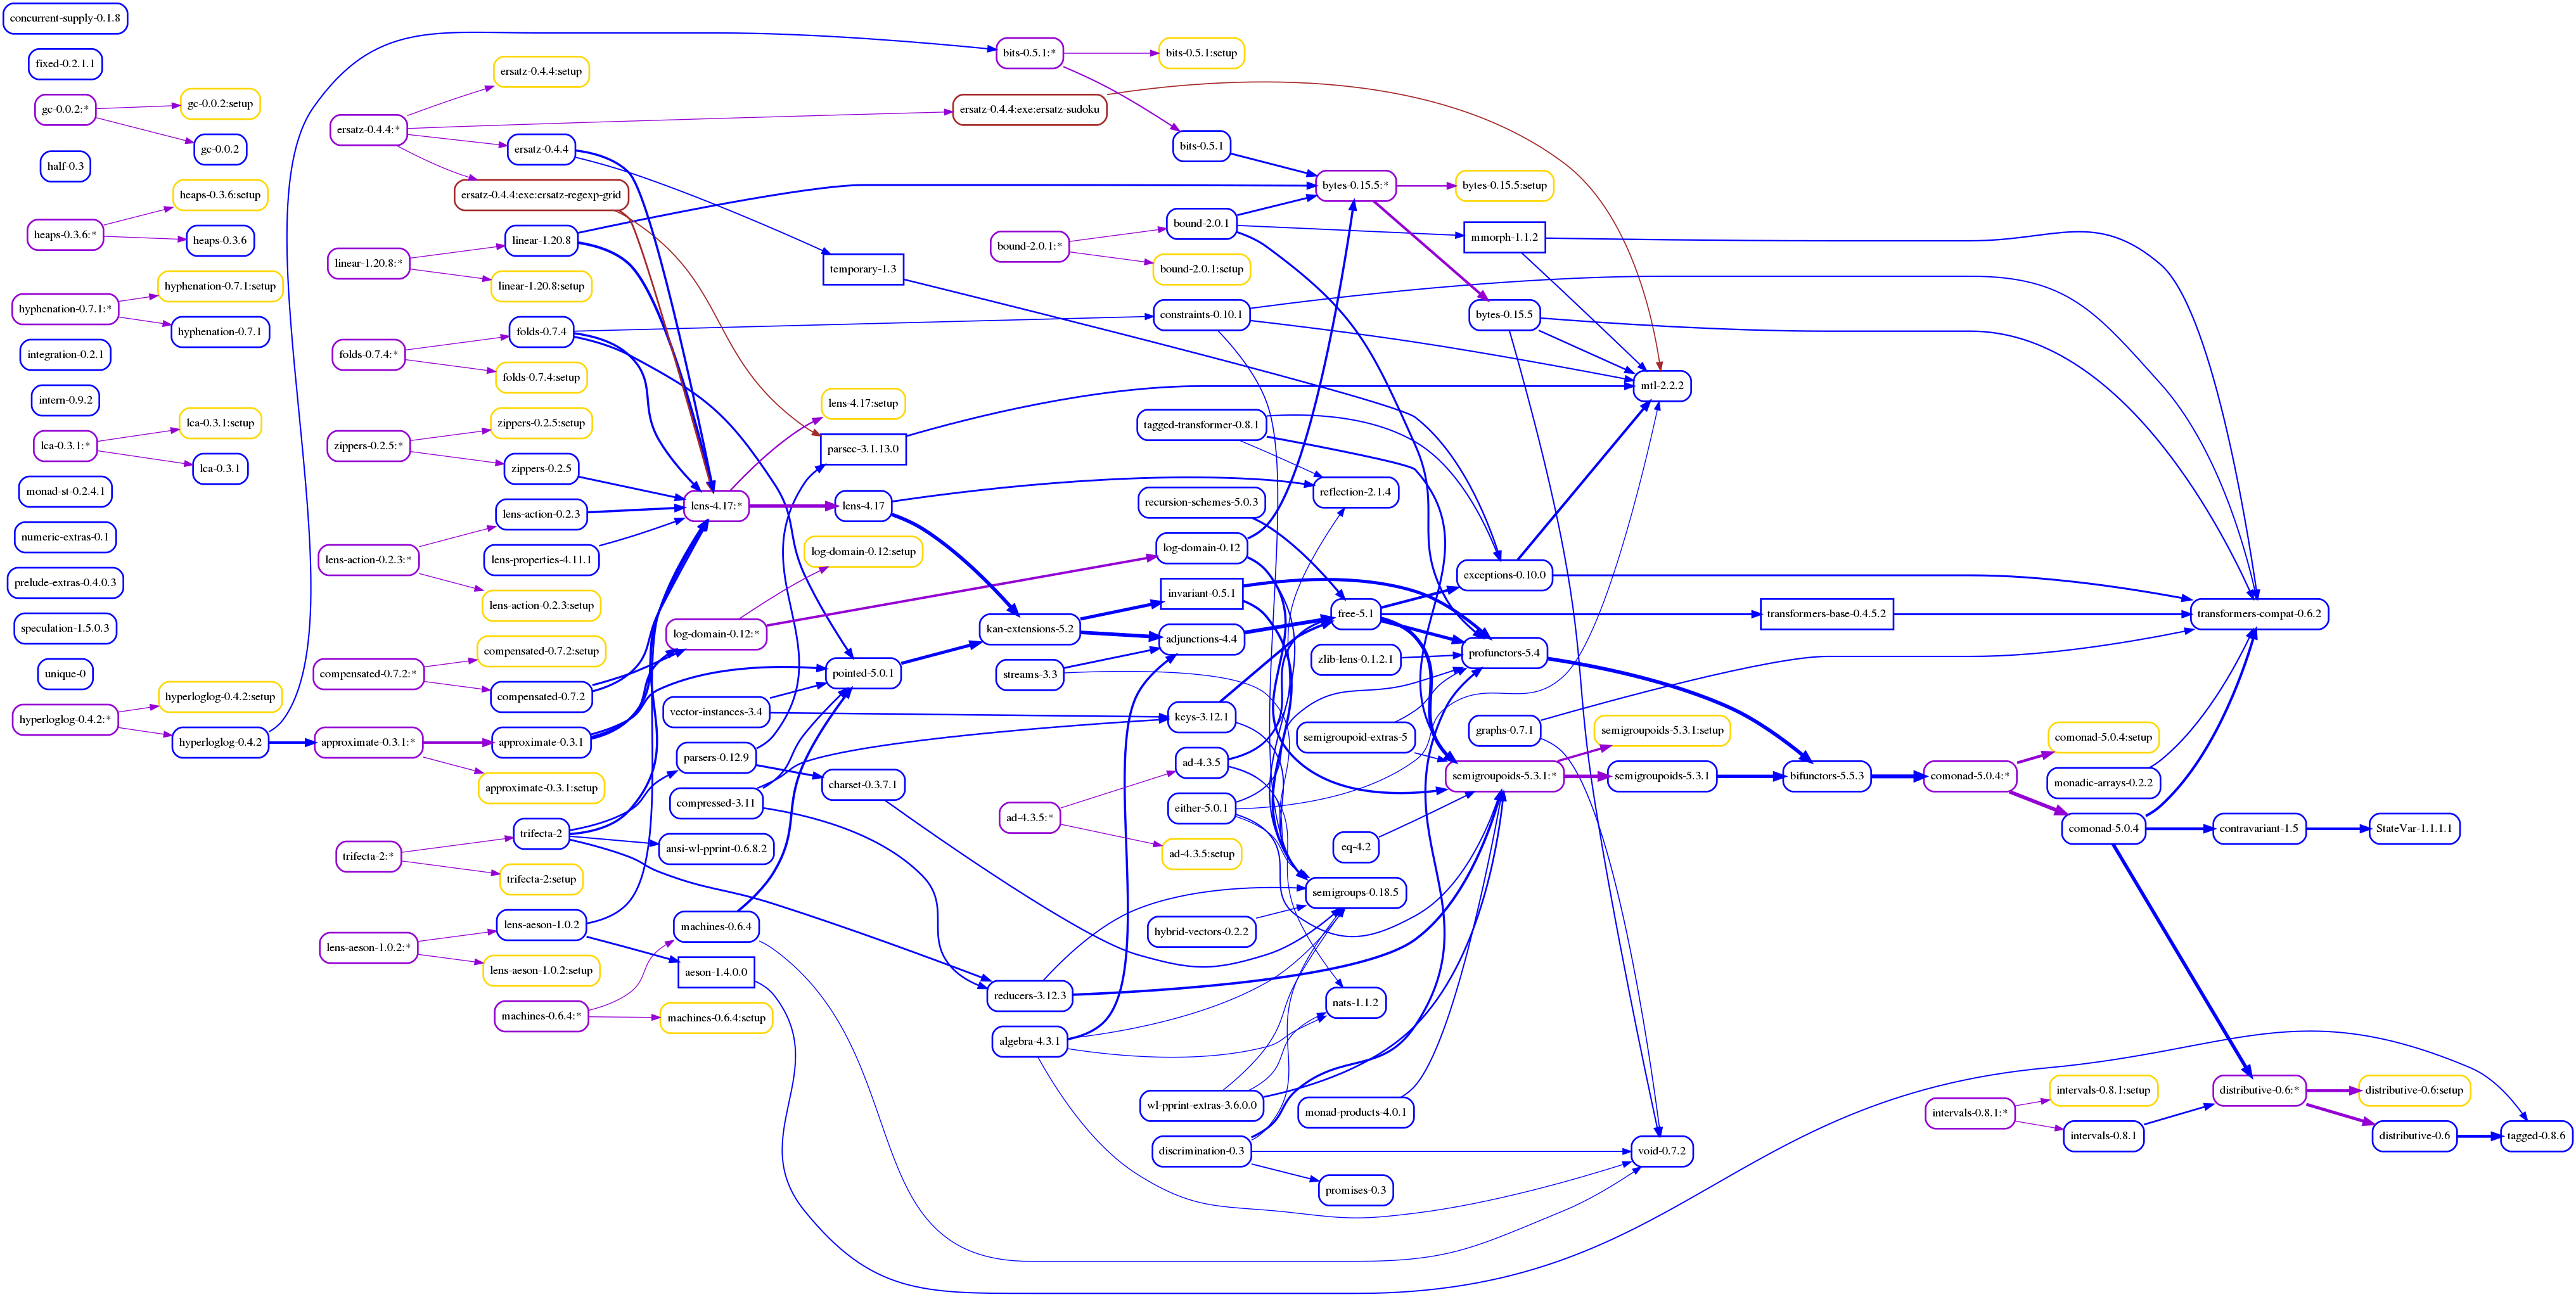 concurrent-supply-0.1.8
fixed-0.2.1.1
gc-0.0.2:*
gc-0.0.2:setup
gc-0.0.2
half-0.3
heaps-0.3.6:setup
heaps-0.3.6:*
heaps-0.3.6
hyphenation-0.7.1:setup
hyphenation-0.7.1:*
hyphenation-0.7.1
integration-0.2.1
intern-0.9.2
lca-0.3.1:setup
lca-0.3.1:*
lca-0.3.1
monad-st-0.2.4.1
numeric-extras-0.1
prelude-extras-0.4.0.3
speculation-1.5.0.3
unique-0
hyperloglog-0.4.2:setup
hyperloglog-0.4.2:*
hyperloglog-0.4.2
ersatz-0.4.4:setup
ersatz-0.4.4:*
ersatz-0.4.4
ersatz-0.4.4:exe:ersatz-regexp-grid
linear-1.20.8
linear-1.20.8:*
linear-1.20.8:setup
folds-0.7.4
folds-0.7.4:*
folds-0.7.4:setup
zippers-0.2.5:setup
zippers-0.2.5:*
zippers-0.2.5
lens-action-0.2.3
lens-properties-4.11.1
lens-action-0.2.3:*
lens-action-0.2.3:setup
compensated-0.7.2:setup
compensated-0.7.2:*
compensated-0.7.2
approximate-0.3.1:*
approximate-0.3.1
approximate-0.3.1:setup
trifecta-2
trifecta-2:*
trifecta-2:setup
lens-aeson-1.0.2
lens-aeson-1.0.2:*
lens-aeson-1.0.2:setup
machines-0.6.4:*
lens-4.17:*
log-domain-0.12:*
vector-instances-3.4
parsers-0.12.9
compressed-3.11
ansi-wl-pprint-0.6.8.2
machines-0.6.4
aeson-1.4.0.0
machines-0.6.4:setup
temporary-1.3
lens-4.17:setup
parsec-3.1.13.0
lens-4.17
log-domain-0.12:setup
pointed-5.0.1
charset-0.3.7.1
bits-0.5.1:*
ersatz-0.4.4:exe:ersatz-sudoku
bound-2.0.1:*
kan-extensions-5.2
streams-3.3
ad-4.3.5:*
reducers-3.12.3
algebra-4.3.1
bits-0.5.1:setup
bits-0.5.1
bound-2.0.1
bound-2.0.1:setup
constraints-0.10.1
tagged-transformer-0.8.1
recursion-schemes-5.0.3
log-domain-0.12
invariant-0.5.1
adjunctions-4.4
keys-3.12.1
ad-4.3.5
either-5.0.1
ad-4.3.5:setup
hybrid-vectors-0.2.2
wl-pprint-extras-3.6.0.0
discrimination-0.3
bytes-0.15.5:*
reflection-2.1.4
free-5.1
zlib-lens-0.1.2.1
semigroupoid-extras-5
eq-4.2
semigroups-0.18.5
nats-1.1.2
monad-products-4.0.1
promises-0.3
bytes-0.15.5:setup
mmorph-1.1.2
bytes-0.15.5
exceptions-0.10.0
profunctors-5.4
graphs-0.7.1
semigroupoids-5.3.1:*
mtl-2.2.2
semigroupoids-5.3.1:setup
semigroupoids-5.3.1
void-0.7.2
transformers-base-0.4.5.2
bifunctors-5.5.3
comonad-5.0.4:*
intervals-0.8.1:*
comonad-5.0.4:setup
monadic-arrays-0.2.2
comonad-5.0.4
intervals-0.8.1:setup
intervals-0.8.1
transformers-compat-0.6.2
contravariant-1.5
distributive-0.6:*
StateVar-1.1.1.1
distributive-0.6:setup
distributive-0.6
tagged-0.8.6